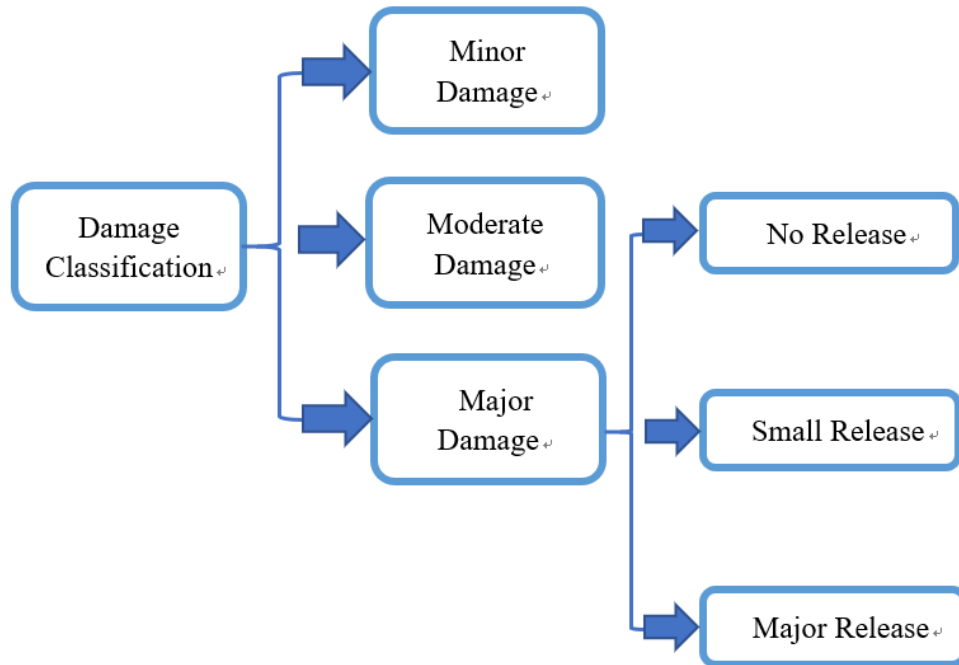 Minor
Damage
Damage
Classification
Moderate
Damage
Major
Damage
No Release
Small Release
Major Release